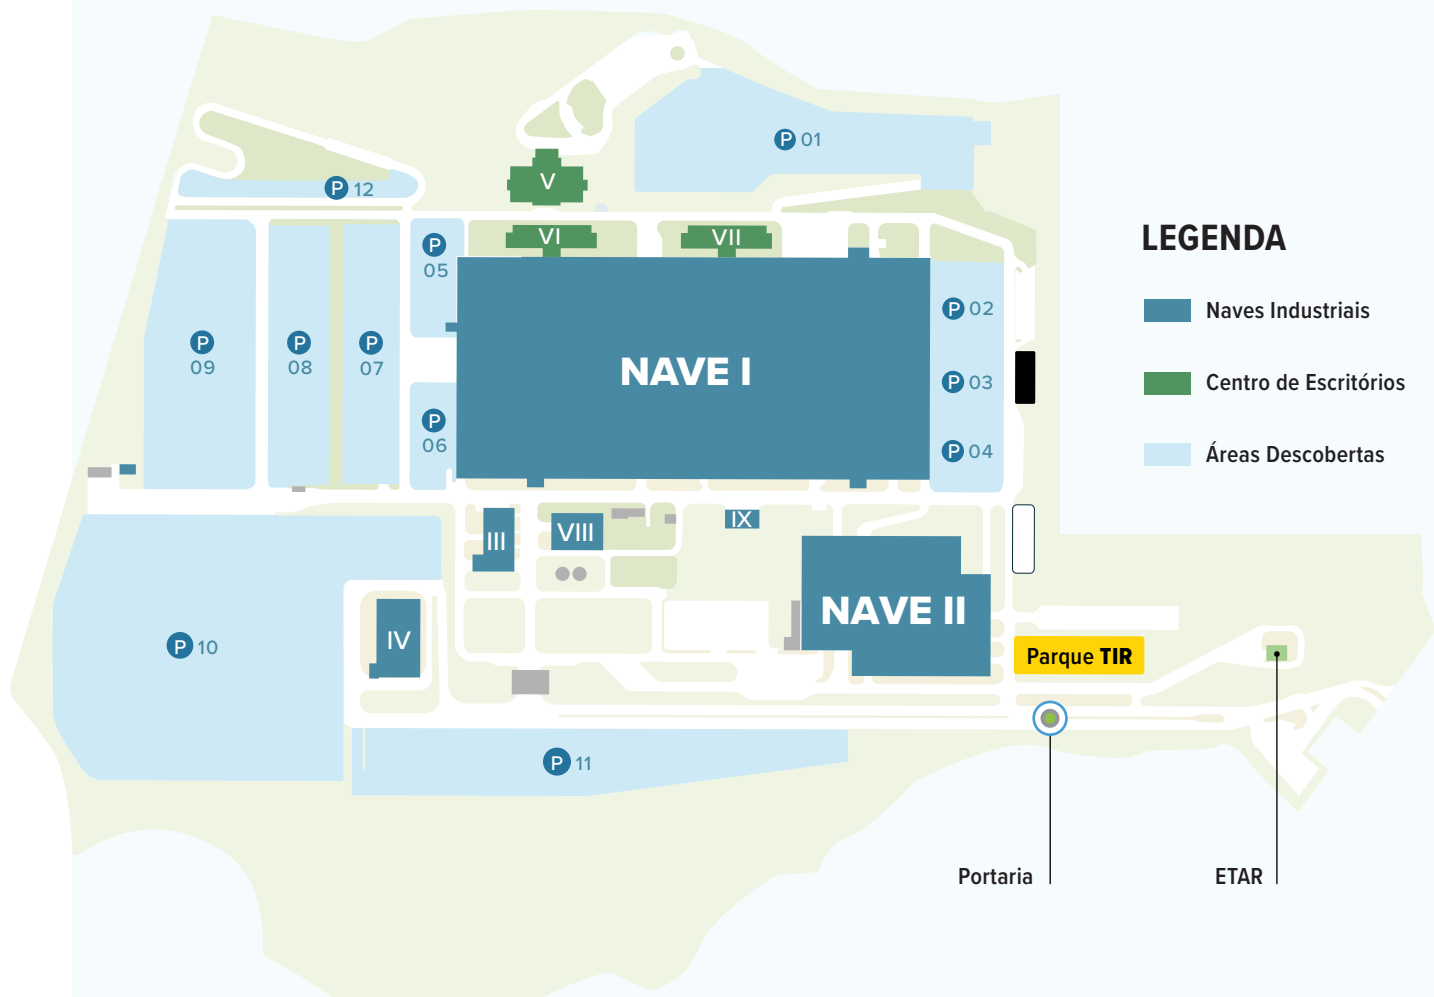 P 01
P 12
V
VI
VII
P
05
P 02
P
09
P
08
P
07
NAVE I
P 03
P
06
P 04
III
VIII
IX
NAVE II
IV
P 10
Parque TIR
P 11
Portaria
ETAR
LEGENDA
Naves Industriais
Centro de Escritórios
Áreas Descobertas